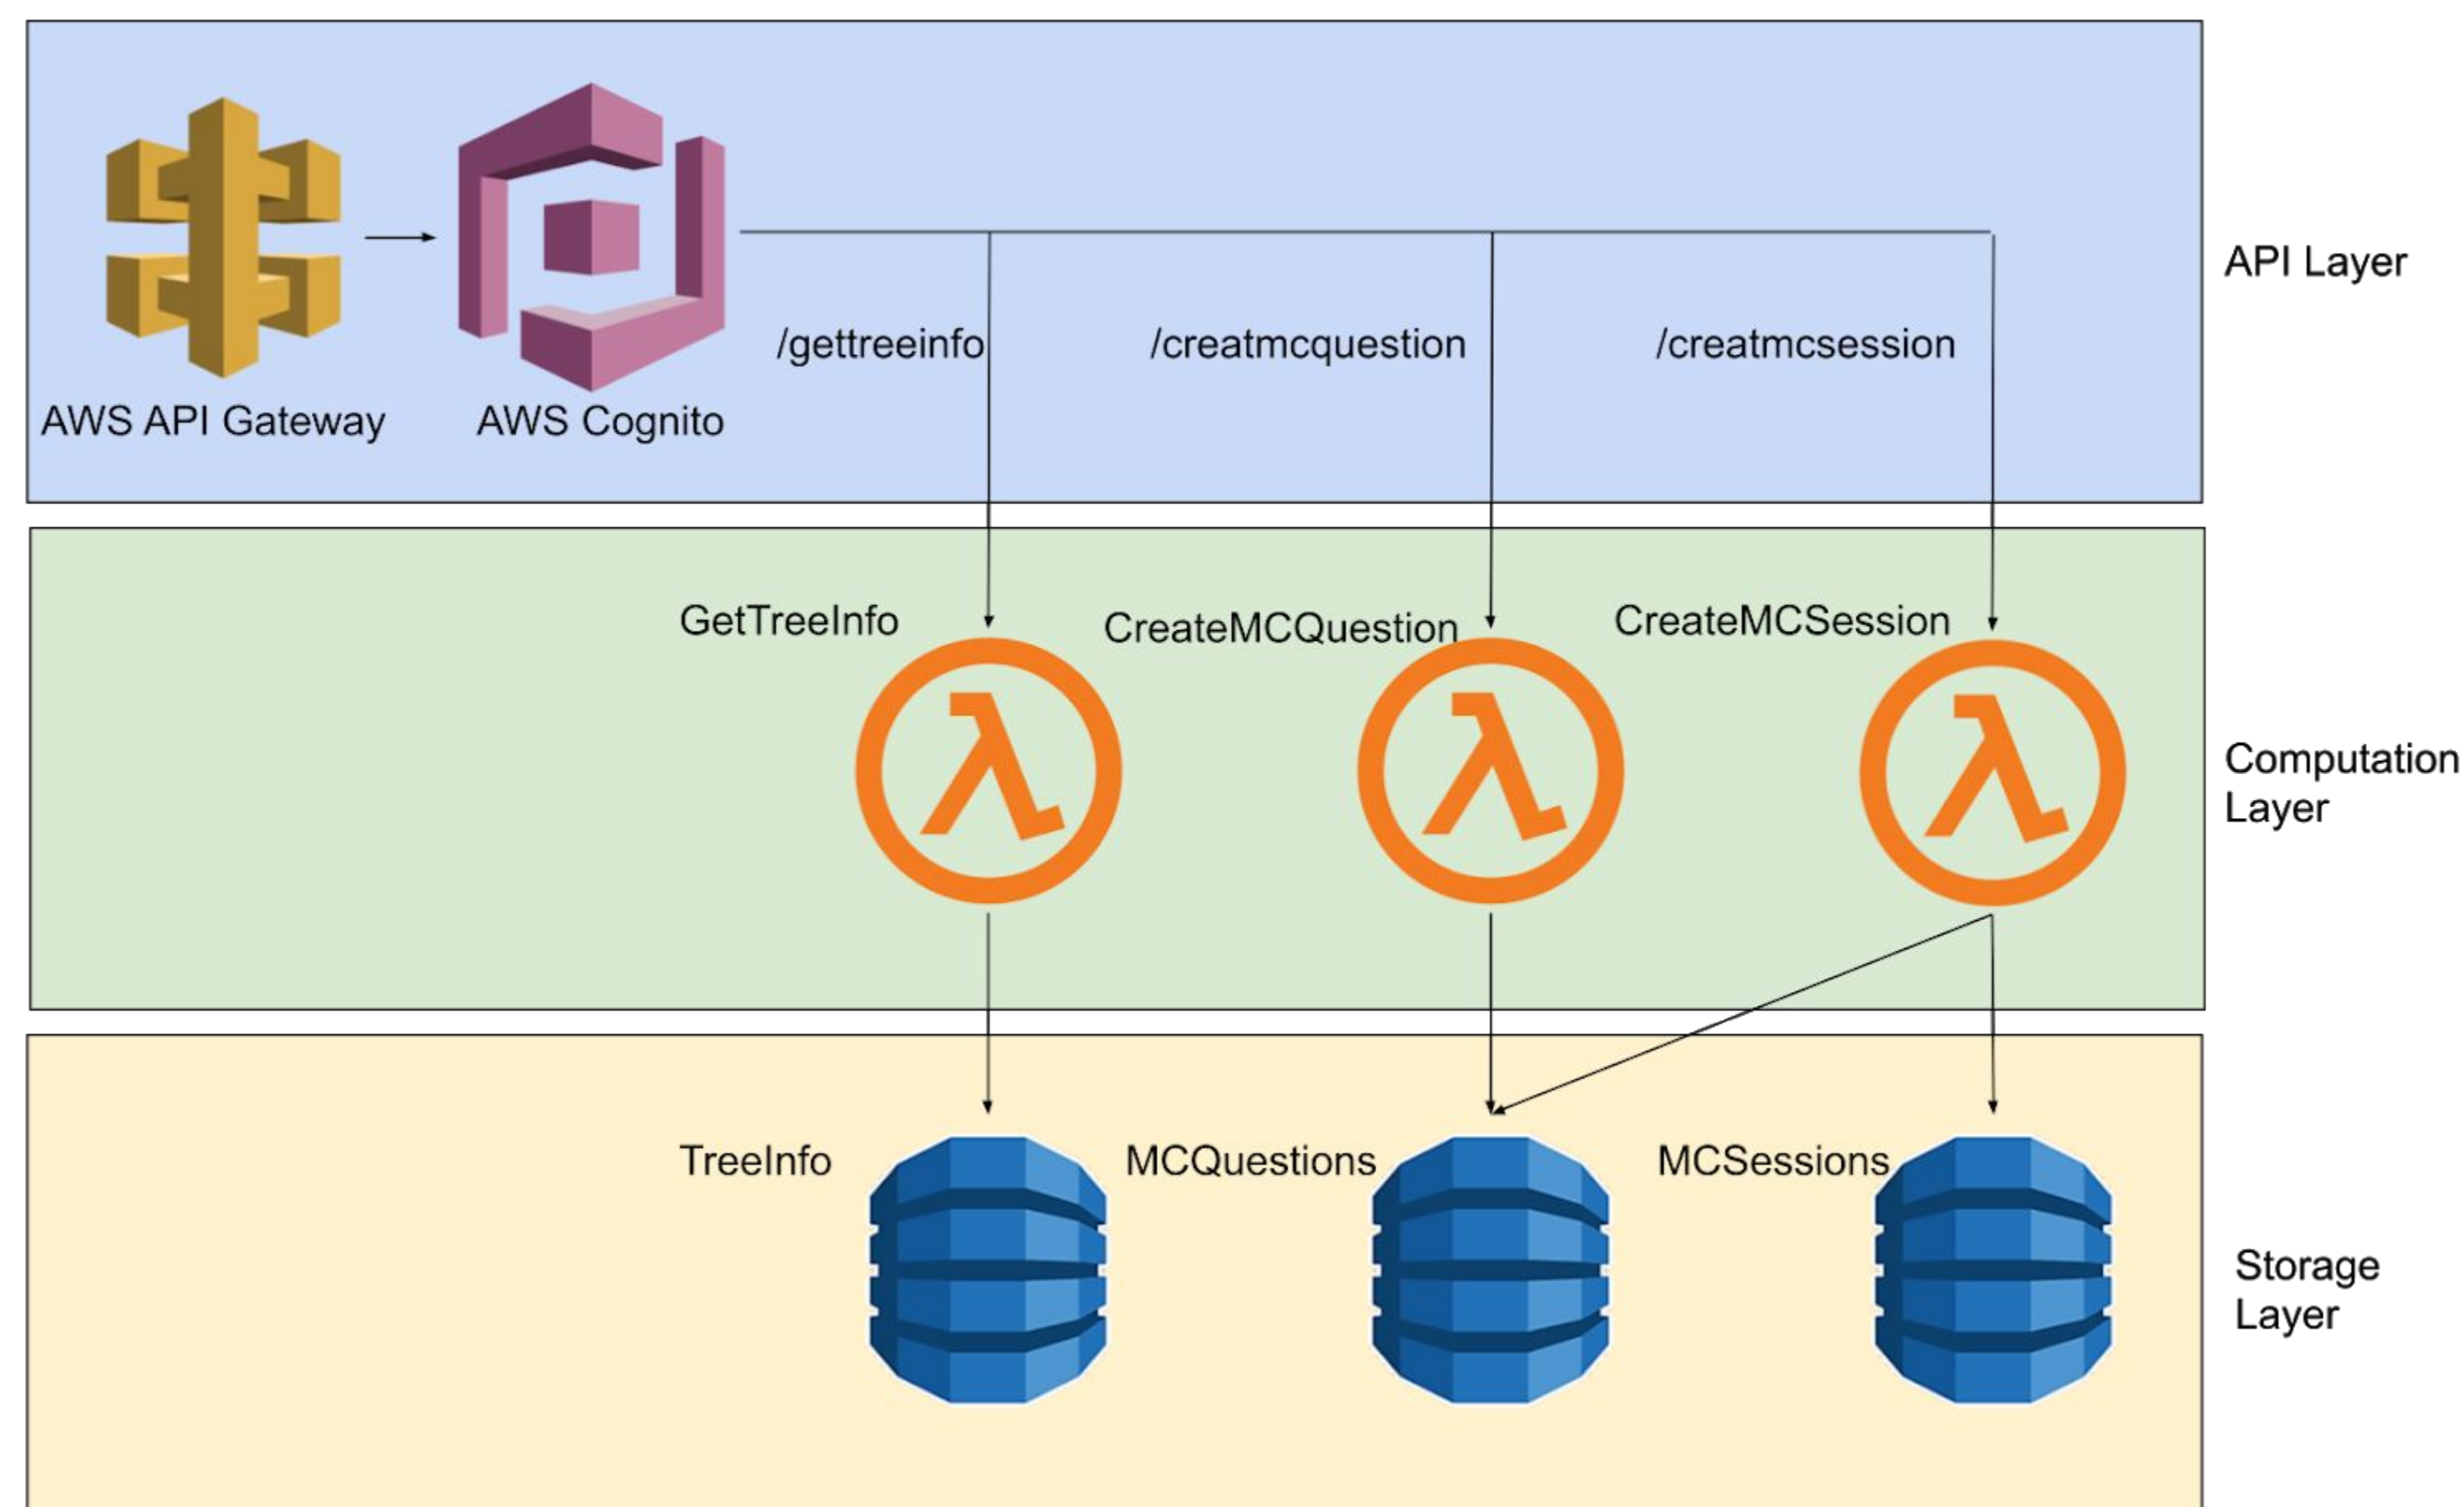 /gettreeinfo
/creatmcquestion
/creatmcsession
AWS API Gateway
AWS Cognito
API Layer
GetTreeInfo
CreateMCQuestion
CreateMCSession
Computation
Layer
TreeInfo
MCQuestions
MCSessions
Storage
Layer